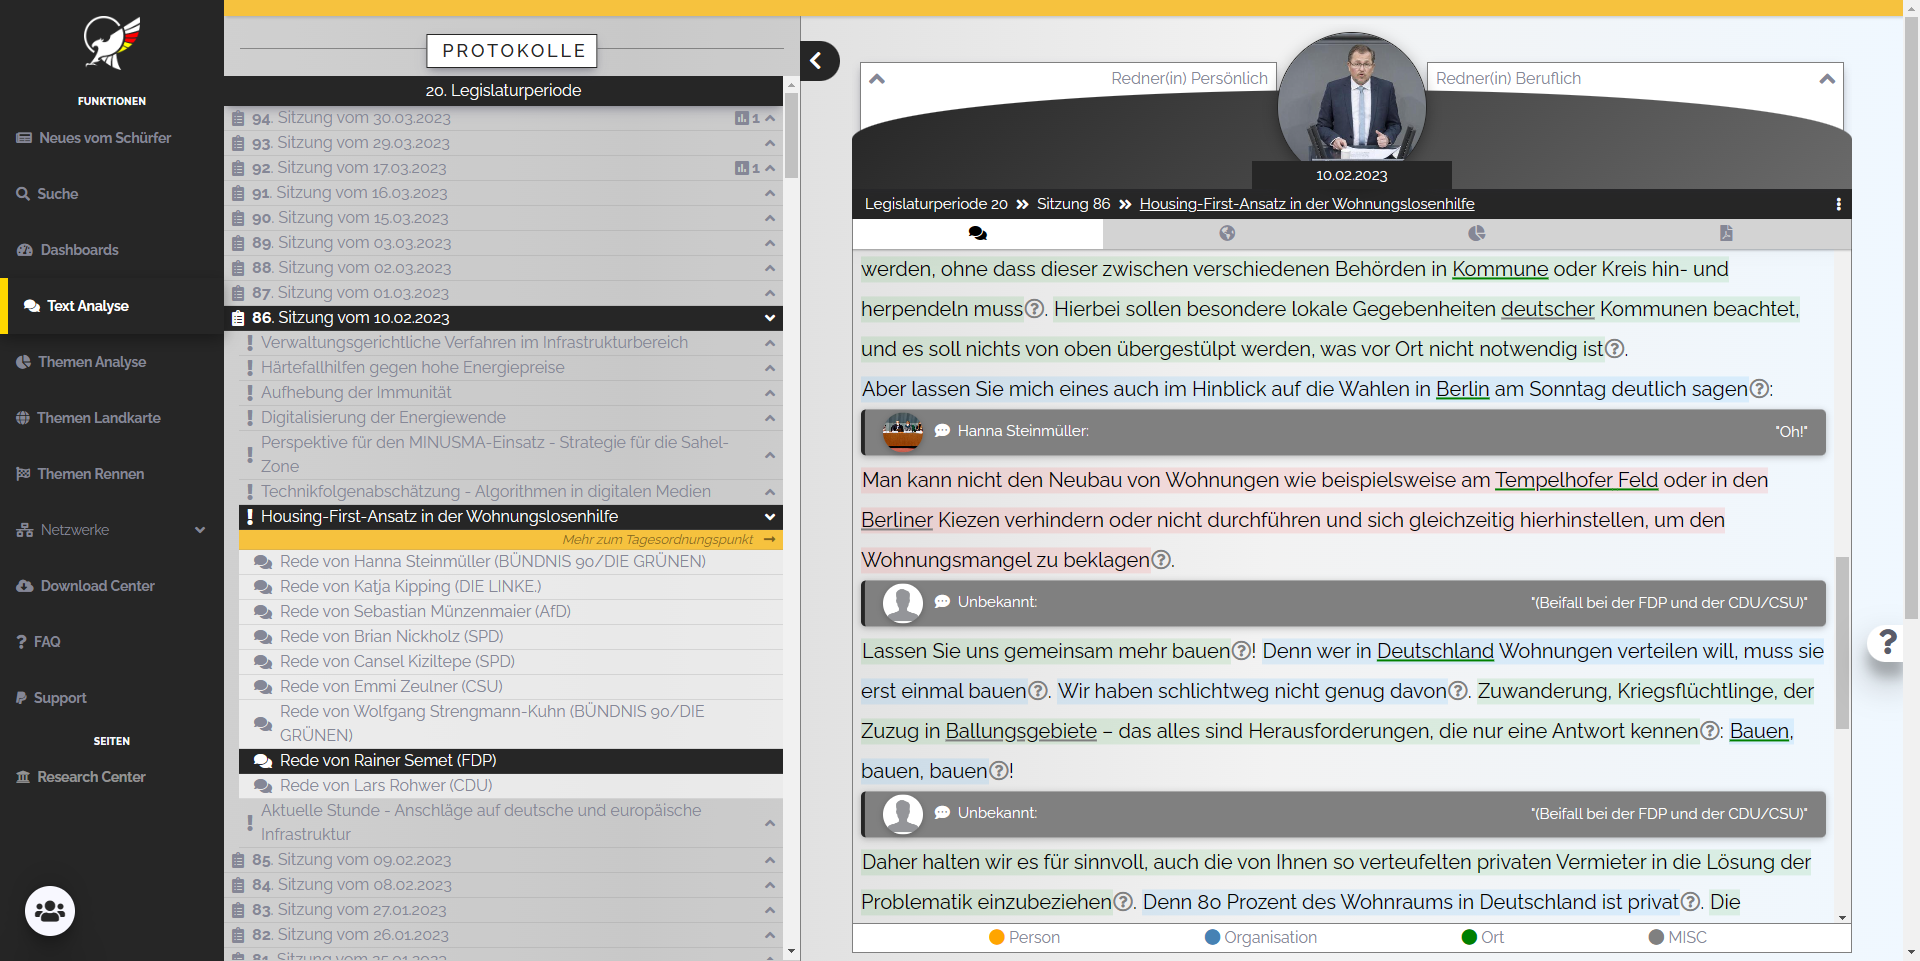 FUNKTIONEN
Neues vom Schürfer
Suche
Dashboards
Text Analyse
Themen Analyse
Themen Landkarte
Themen Rennen
Netzwerke
Download Center
? FAQ
Support
SEITEN
Research Center
PROTOKOLLE
20. Legislaturperiode
94. Sitzung vom 30.03.2023 1
93. Sitzung vom 29.03.2023
92. Sitzung vom 17.03.2023 1
91. Sitzung vom 16.03.2023
90. Sitzung vom 15.03.2023
89. Sitzung vom 03.03.2023
88. Sitzung vom 02.03.2023
87. Sitzung vom 01.03.2023
86. Sitzung vom 10.02.2023
! Verwaltungsgerichtliche Verfahren im Infrastrukturbereich
! Härtefallhilfen gegen hohe Energiepreise
! Aufhebung der Immunität
! Digitalisierung der Energiewende
! Perspektive für den MINUSMA-Einsatz - Strategie für die Sahel-
Zone
! Technikfolgenabschätzung - Algorithmen in digitalen Medien
! Housing-First-Ansatz in der Wohnungslosenhilfe
Mehr zum Tagesordnungspunkt →
Rede von Hanna Steinmüller (BÜNDNIS 90/DIE GRÜNEN)
Rede von Katja Kipping (DIE LINKE.)
Rede von Sebastian Münzenmaier (AfD)
Rede von Brian Nickholz (SPD)
Rede von Cansel Kiziltepe (SPD)
Rede von Emmi Zeulner (CSU)
Rede von Wolfgang Strengmann-Kuhn (BÜNDNIS 90/DIE
GRÜNEN)
Rede von Rainer Semet (FDP)
Rede von Lars Rohwer (CDU)
! Aktuelle Stunde - Anschläge auf deutsche und europäische
Infrastruktur
85. Sitzung vom 09.02.2023
84. Sitzung vom 08.02.2023
83. Sitzung vom 27.01.2023
82. Sitzung vom 26.01.2023
81. Sitzung vom 25.01.2023
Redner(in) Persönlich
Redner(in) Beruflich
10.02.2023
Legislaturperiode 20 » Sitzung 86 » Housing-First-Ansatz in der Wohnungslosenhilfe
werden, ohne dass dieser zwischen verschiedenen Behörden in Kommune oder Kreis hin- und
herpendeln muss?. Hierbei sollen besondere lokale Gegebenheiten deutscher Kommunen beachtet,
und es soll nichts von oben übergestülpt werden, was vor Ort nicht notwendig ist?.
Aber lassen Sie mich eines auch im Hinblick auf die Wahlen in Berlin am Sonntag deutlich sagen?:
Hanna Steinmüller: "Oh!"
Man kann nicht den Neubau von Wohnungen wie beispielsweise am Tempelhofer Feld oder in den
Berliner Kiezen verhindern oder nicht durchführen und sich gleichzeitig hierhinstellen, um den
Wohnungsmangel zu beklagen?.
Unbekannt: "(Beifall bei der FDP und der CDU/CSU)"
Lassen Sie uns gemeinsam mehr bauen?! Denn wer in Deutschland Wohnungen verteilen will, muss sie
erst einmal bauen?. Wir haben schlichtweg nicht genug davon?. Zuwanderung, Kriegsflüchtlinge, der
Zuzug in Ballungsgebiete – das alles sind Herausforderungen, die nur eine Antwort kennen?: Bauen,
bauen, bauen?!
Unbekannt: "(Beifall bei der FDP und der CDU/CSU)"
Daher halten wir es für sinnvoll, auch die von Ihnen so verteufelten privaten Vermieter in die Lösung der
Problematik einzubeziehen?. Denn 80 Prozent des Wohnraums in Deutschland ist privat?. Die
Person
Organisation
Ort
MISC
?